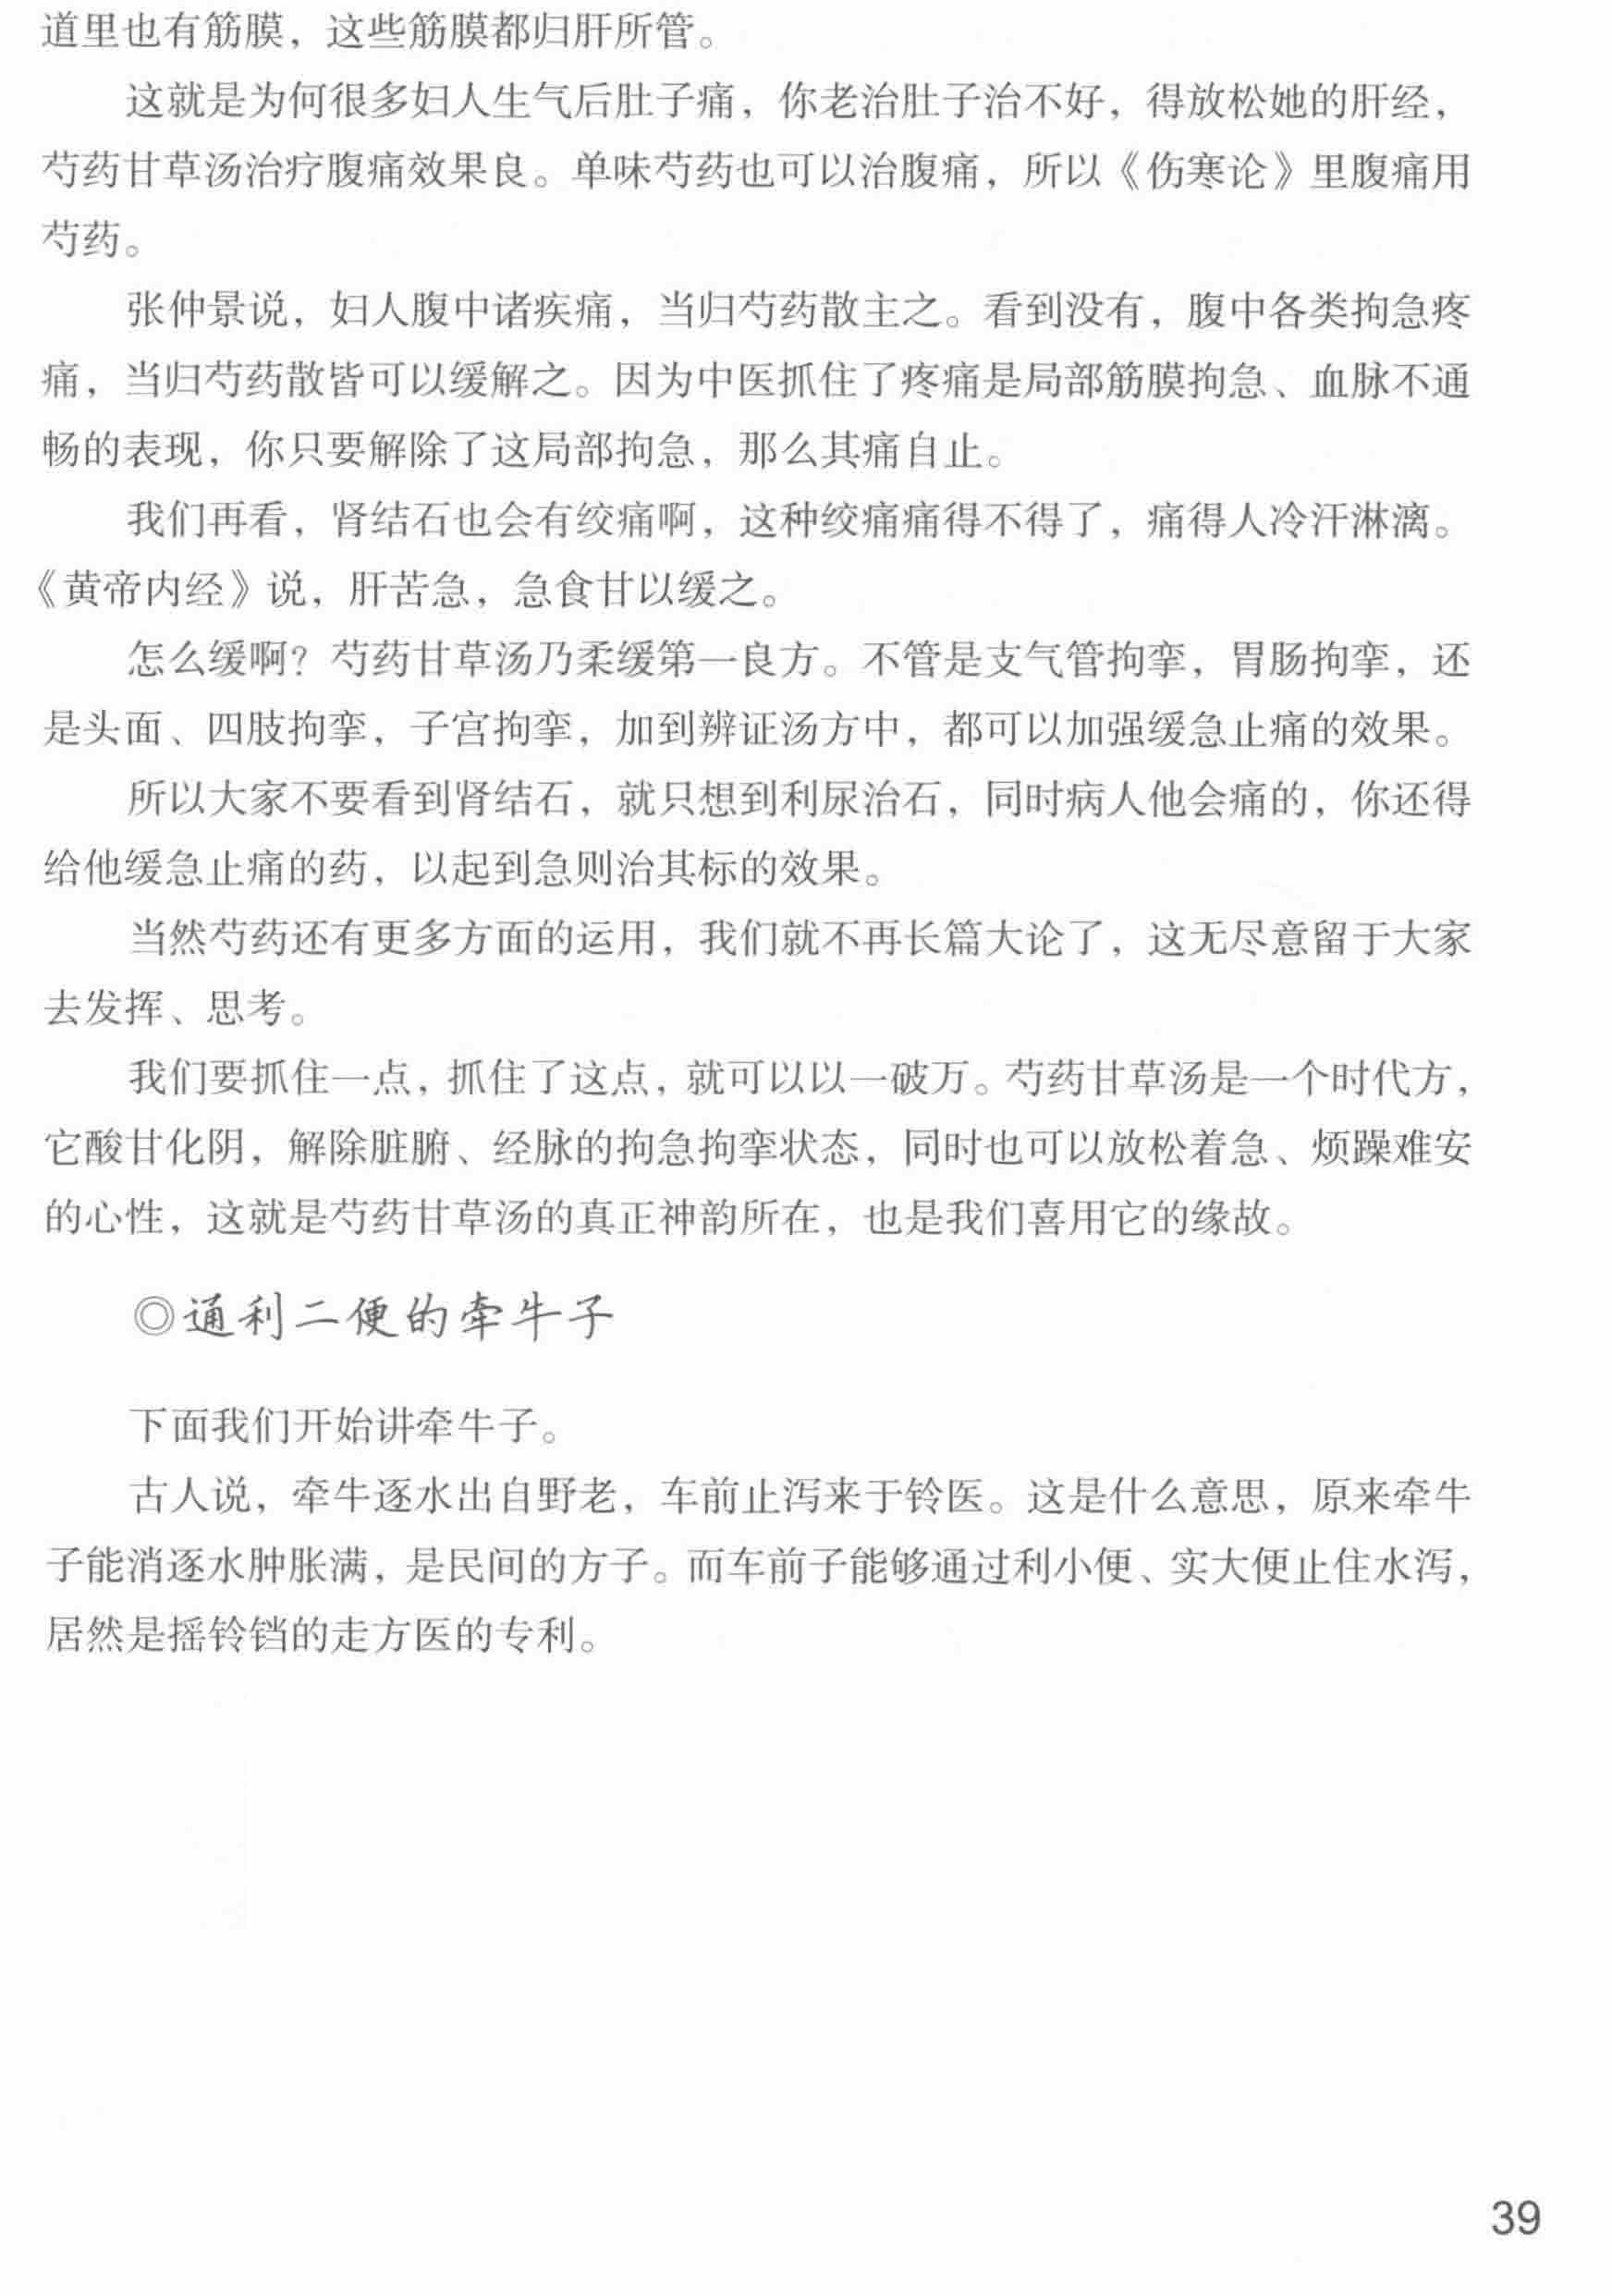 道里也有筋膜，这些筋膜都归肝所管。
这就是为何很多妇人生气后肚子痛，你老治肚子治不好，得放松她的肝经，
芍药甘草汤治疗腹痛效果良。单味芍药也可以治腹痛，所以《伤寒论》里腹痛用
芍药。
张仲景说，妇人腹中诸疾痛，当归芍药散主之。看到没有，腹中各类拘急疼
痛，当归芍药散皆可以缓解之。因为中医抓住了疼痛是局部筋膜拘急、血脉不通
畅的表现，你只要解除了这局部拘急，那么其痛自止。
我们再看，肾结石也会有绞痛啊，这种绞痛痛得不得了，痛得人冷汗淋漓。
《黄帝内经》说，肝苦急，急食甘以缓之。
怎么缓啊？芍药甘草汤乃柔缓第一良方。不管是支气管拘挛，胃肠拘挛，还
是头面、四肢拘挛，子宫拘挛，加到辨证汤方中，都可以加强缓急止痛的效果。
所以大家不要看到肾结石，就只想到利尿治石，同时病人他会痛的，你还得
给他缓急止痛的药，以起到急则治其标的效果。
当然芍药还有更多方面的运用，我们就不再长篇大论了，这无尽意留于大家
去发挥、思考。
我们要抓住一点，抓住了这点，就可以以一破万。芍药甘草汤是一个时代方，
它酸甘化阴，解除脏腑、经脉的拘急拘挛状态，同时也可以放松着急、烦躁难安
的心性，这就是芍药甘草汤的真正神韵所在，也是我们喜用它的缘故。
◎通利二便的牵牛子
下面我们开始讲牵牛子。
古人说，牵牛逐水出自野老，车前止泻来于铃医。这是什么意思，原来牵牛
子能消逐水肿胀满，是民间的方子。而车前子能够通过利小便、实大便止住水泻，
居然是摇铃铛的走方医的专利。
39